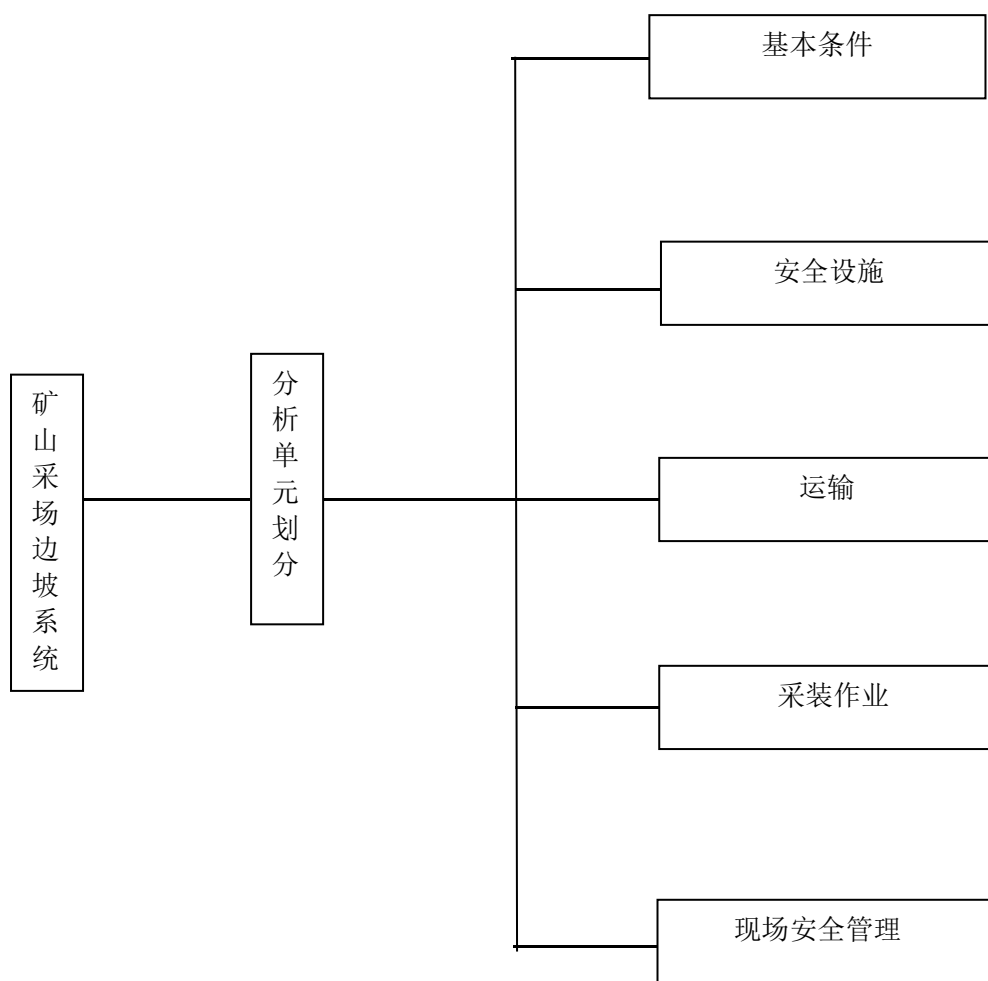 矿山采场边坡系统
分析单元划分
基本条件
安全设施
运输
采装作业
现场安全管理